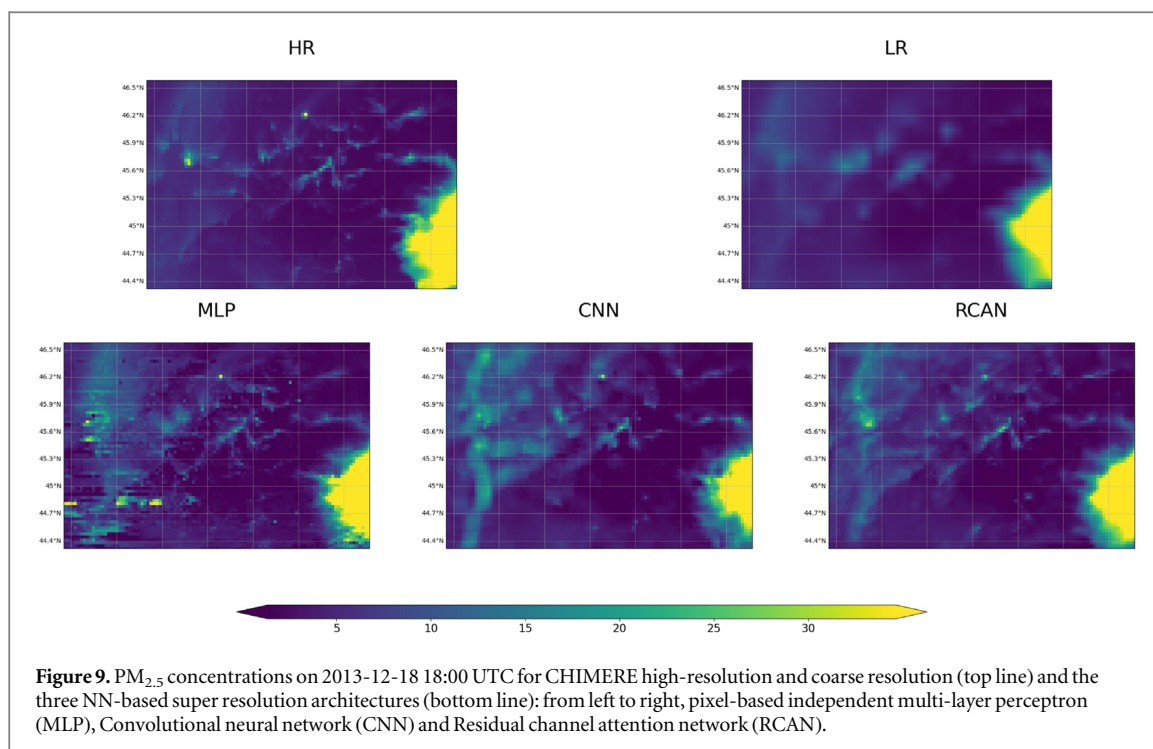 HR
LR
46.5°N
46.2°N
45.9°N
45.6°N
45.3°N
45°N
44.7°N
44.4°N
46.5°N
46.2°N
45.9°N
45.6°N
45.3°N
45°N
44.7°N
44.4°N
MLP
CNN
RCAN
46.5°N
46.2°N
45.9°N
45.6°N
45.3°N
45°N
44.7°N
44.4°N
46.5°N
46.2°N
45.9°N
45.6°N
45.3°N
45°N
44.7°N
44.4°N
46.5°N
46.2°N
45.9°N
45.6°N
45.3°N
45°N
44.7°N
44.4°N
5 10 15 20 25 30
Figure 9. PM2.5 concentrations on 2013-12-18 18:00 UTC for CHIMERE high-resolution and coarse resolution (top line) and the
three NN-based super resolution architectures (bottom line): from left to right, pixel-based independent multi-layer perceptron
(MLP), Convolutional neural network (CNN) and Residual channel attention network (RCAN).